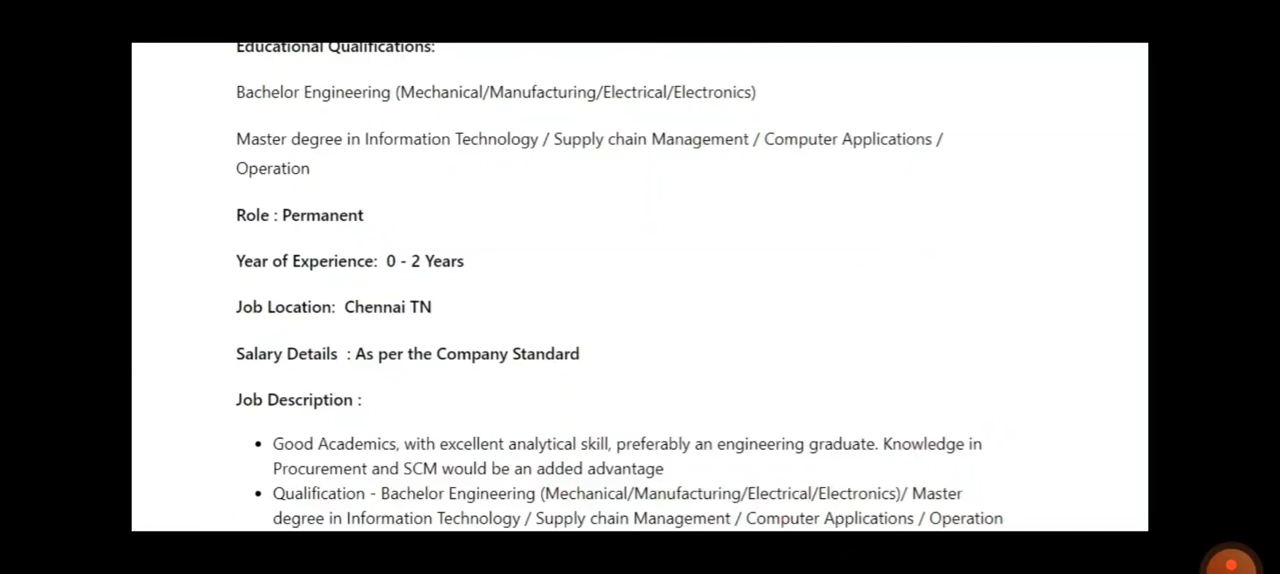 Educational Qualifications:
Bachelor Engineering (Mechanical/Manufacturing/Electrical/Electronics)
Master degree in Information Technology / Supply chain Management / Computer Applications /
Operation
Role : Permanent
Year of Experience:  0 - 2 Years
Job Location:  Chennai TN
Salary Details  : As per the Company Standard
Job Description :
• Good Academics, with excellent analytical skill, preferably an engineering graduate. Knowledge in
Procurement and SCM would be an added advantage
• Qualification - Bachelor Engineering (Mechanical/Manufacturing/Electrical/Electronics)/ Master
degree in Information Technology / Supply chain Management / Computer Applications / Operation